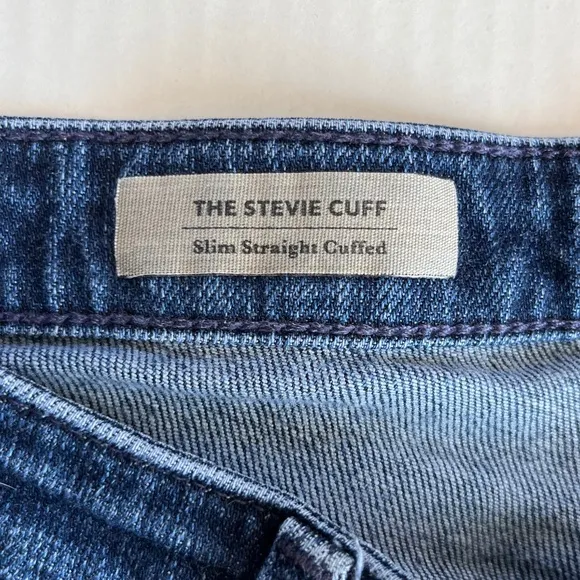 THE STEVIE CUFF
Slim Straight Cuffed